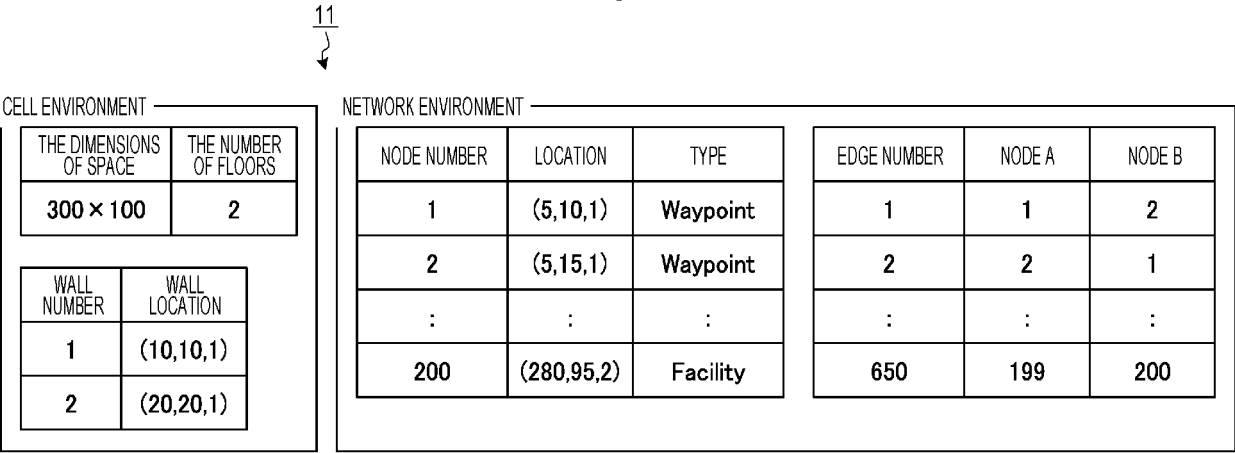 11
CELL ENVIRONMENT
THE DIMENSIONS OF SPACE THE NUMBER OF FLOORS
300×100 2
WALL NUMBER WALL LOCATION
1 (10,10,1)
2 (20,20,1)
NETWORK ENVIRONMENT
NODE NUMBER LOCATION TYPE
1 (5,10,1) Waypoint
2 (5,15,1) Waypoint
: : :
200 (280,95,2) Facility
EDGE NUMBER NODE A NODE B
1 1 2
2 2 1
: : :
650 199 200